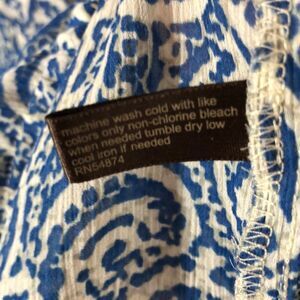 machine wash cold with like
colors only non-chlorine bleach
when needed tumble dry low
cool iron if needed
RN54874